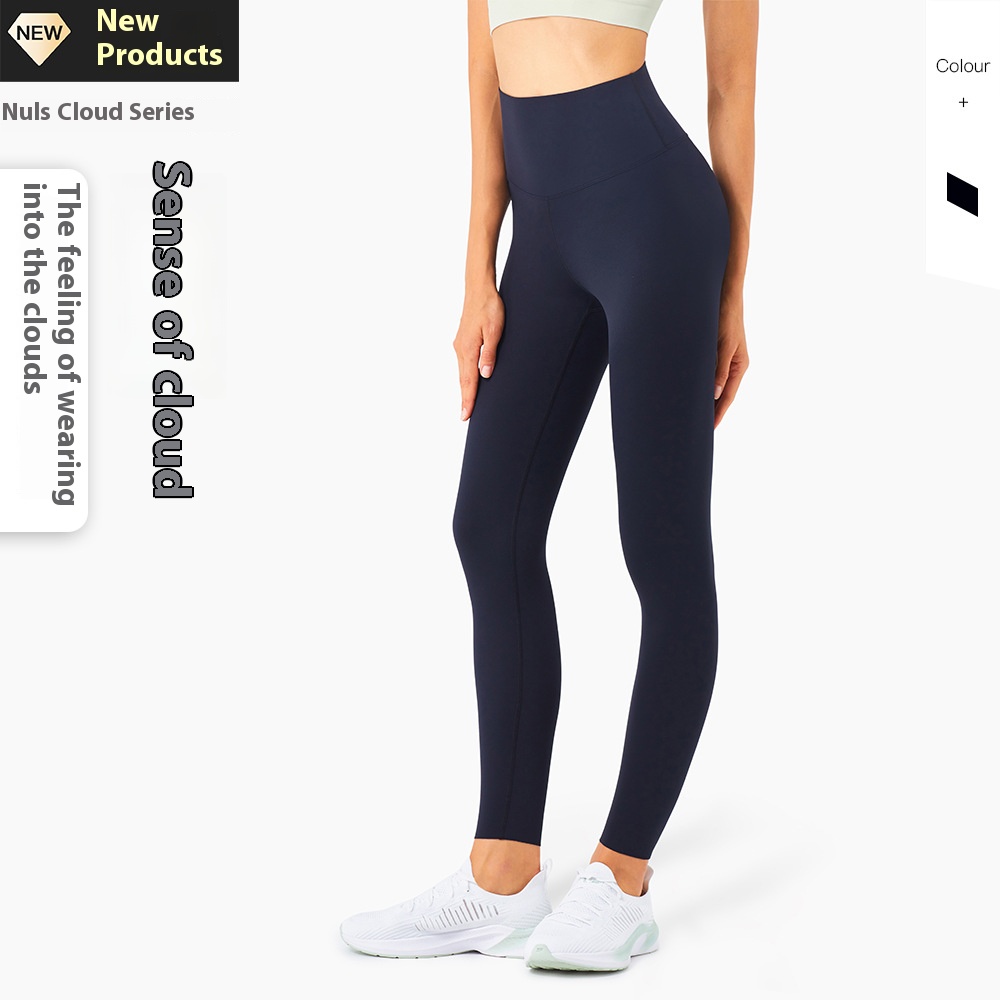 NEW
New
Products
Nuls Cloud Series
The feeling of wearing
into the clouds
Sense of cloud
Colour
+